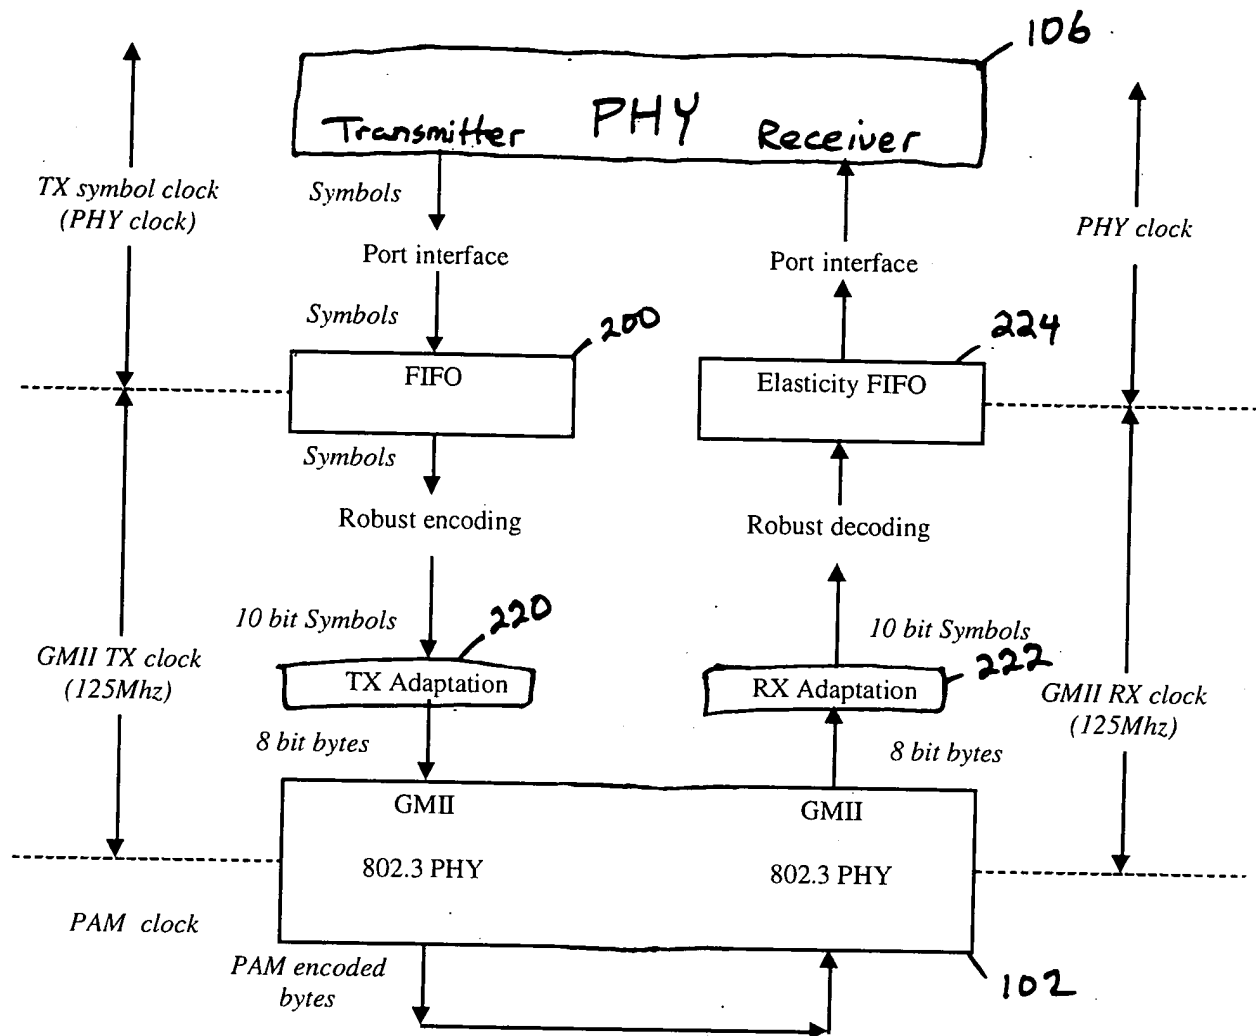 106
Transmitter PHY Receiver
TX symbol clock
(PHY clock)
Symbols
PHY clock
Port interface
Port interface
Symbols
200
224
FIFO
Elasticity FIFO
Symbols
Robust encoding
Robust decoding
10 bit Symbols
220
10 bit Symbols
GMII TX clock
(125Mhz)
TX Adaptation
RX Adaptation
222
GMII RX clock
(125Mhz)
8 bit bytes
8 bit bytes
GMII
GMII
802.3 PHY
802.3 PHY
PAM clock
PAM encoded
bytes
102